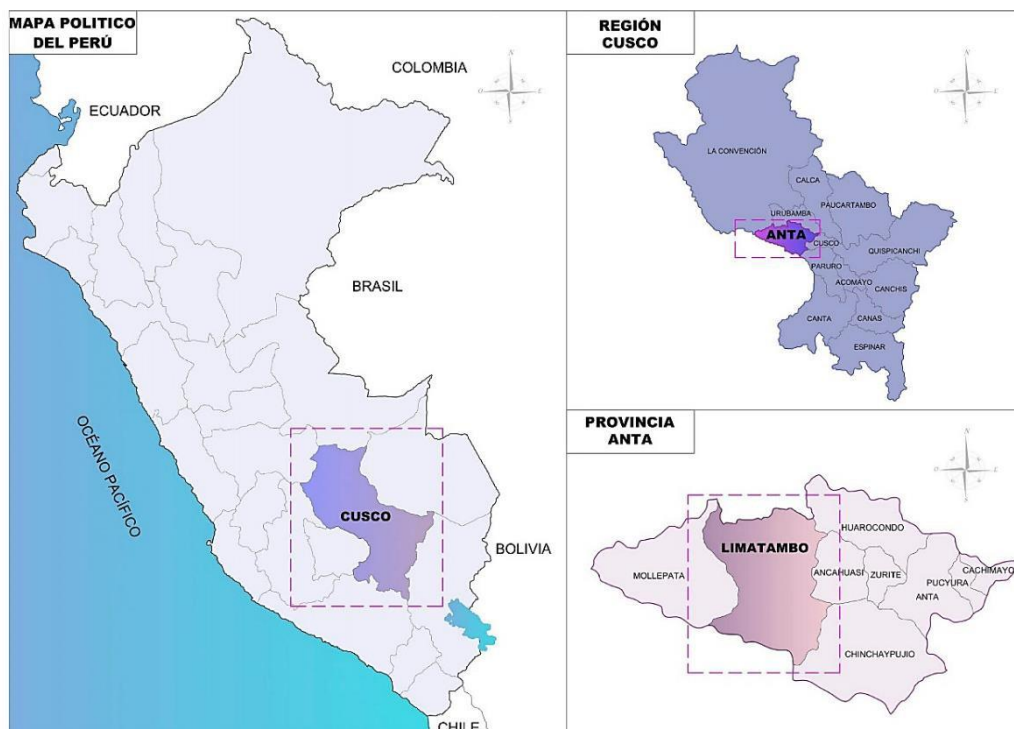 MAPA POLITICO
DEL PERÚ
COLOMBIA
ECUADOR
BRASIL
OCÉANO PACÍFICO
CUSCO
BOLIVIA
CHILE
N
O
E
REGIÓN
CUSCO
N
O
E
LA CONVENCIÓN
CALCA
PAUCARTAMBO
URUBAMBA
ANTA
CUSCO
QUISPICANCHI
PARURO
ACOMAYO
CANCHIS
CANTA
CANAS
ESPINAR
PROVINCIA
ANTA
N
O
E
HUAROCONDO
LIMATAMBO
MOLLEPATA
ANCAHUASI
ZURITE
CACHIMAYO
PUCYURA
ANTA
CHINCHAYPUJIO